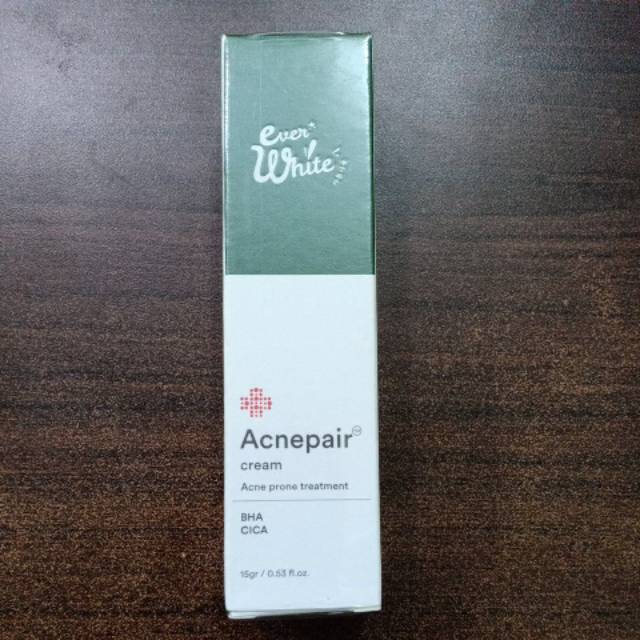 ever
White
Acnepair
cream
Acne prone treatment
BHA
CICA
15gr / 0.53 fl.oz.